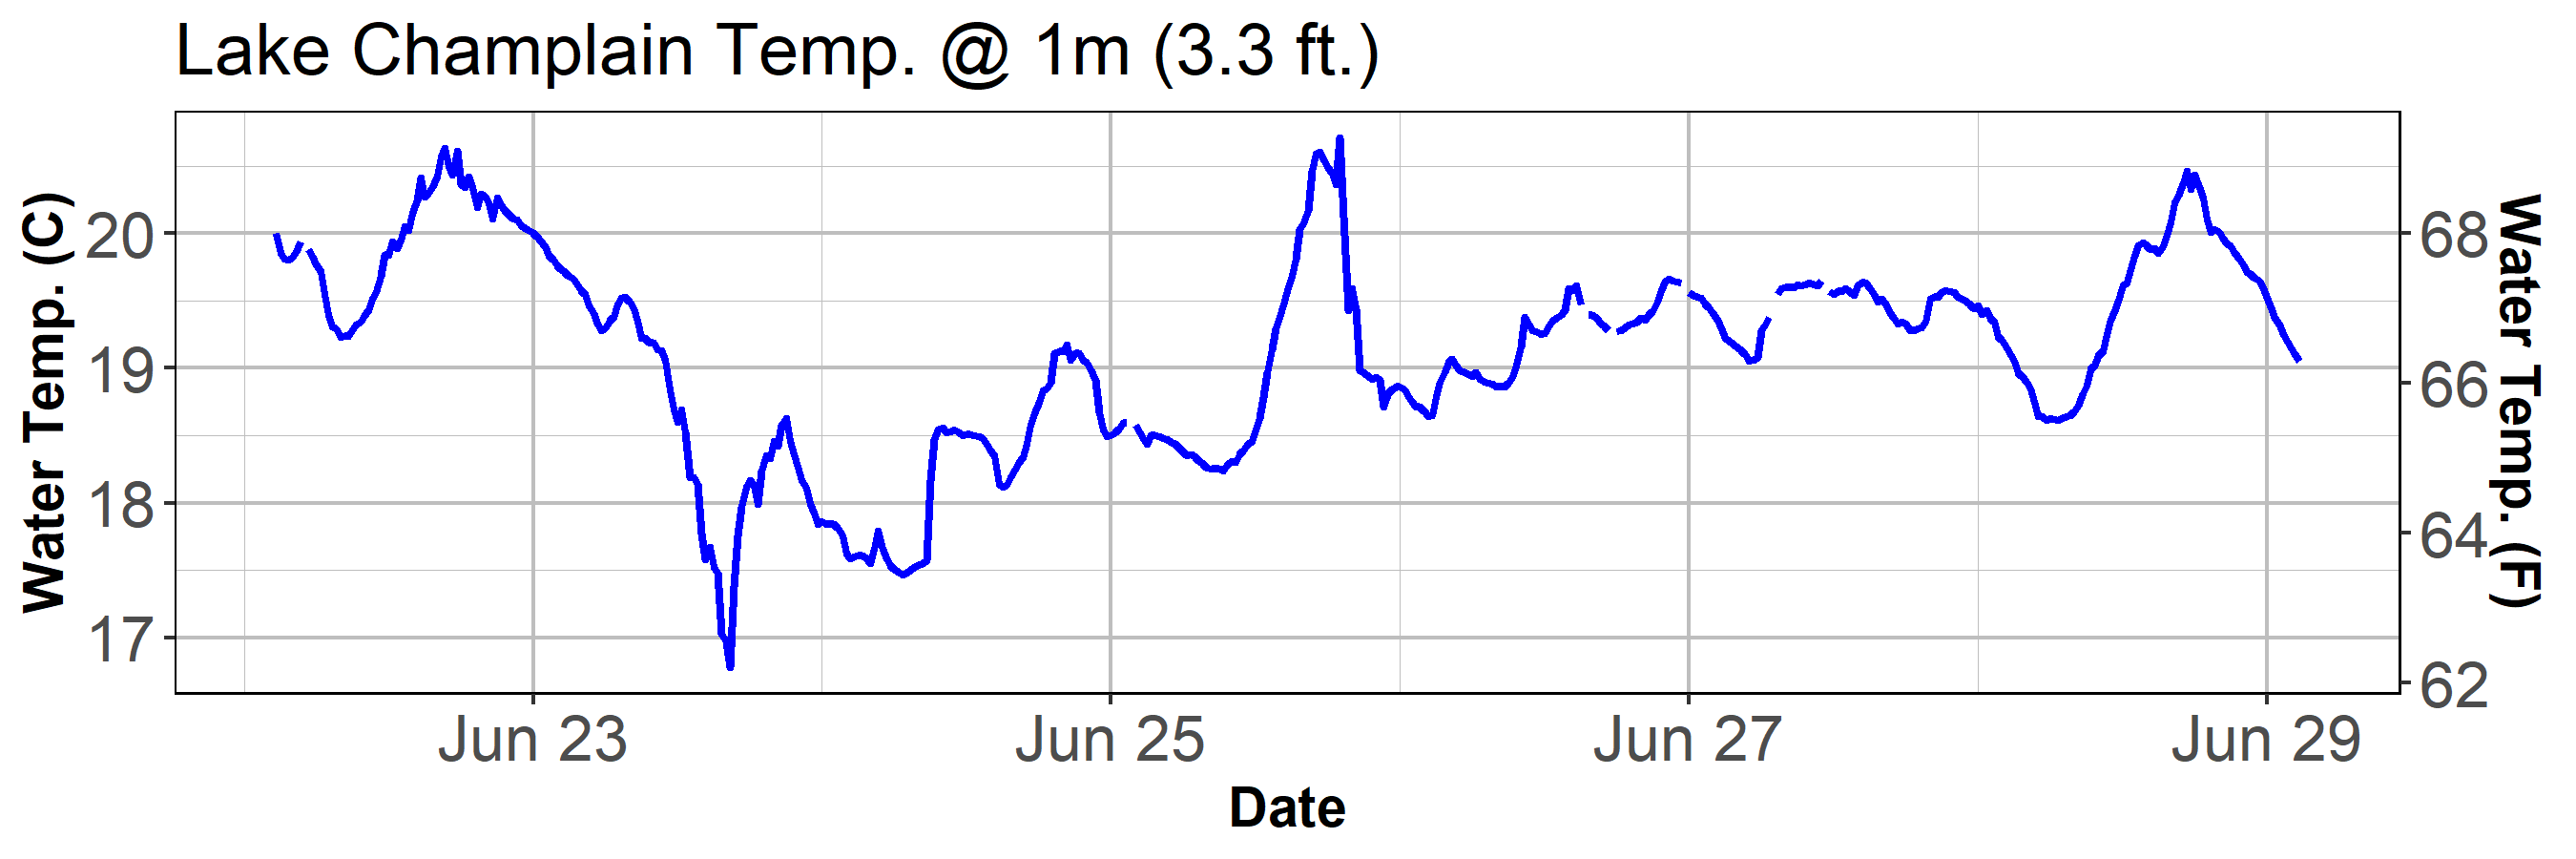 Lake Champlain Temp. @ 1m (3.3 ft.)
Water Temp. (C)
20
19
18
17
68
66
64
62
Water Temp. (F)
Jun 23
Jun 25
Jun 27
Jun 29
Date